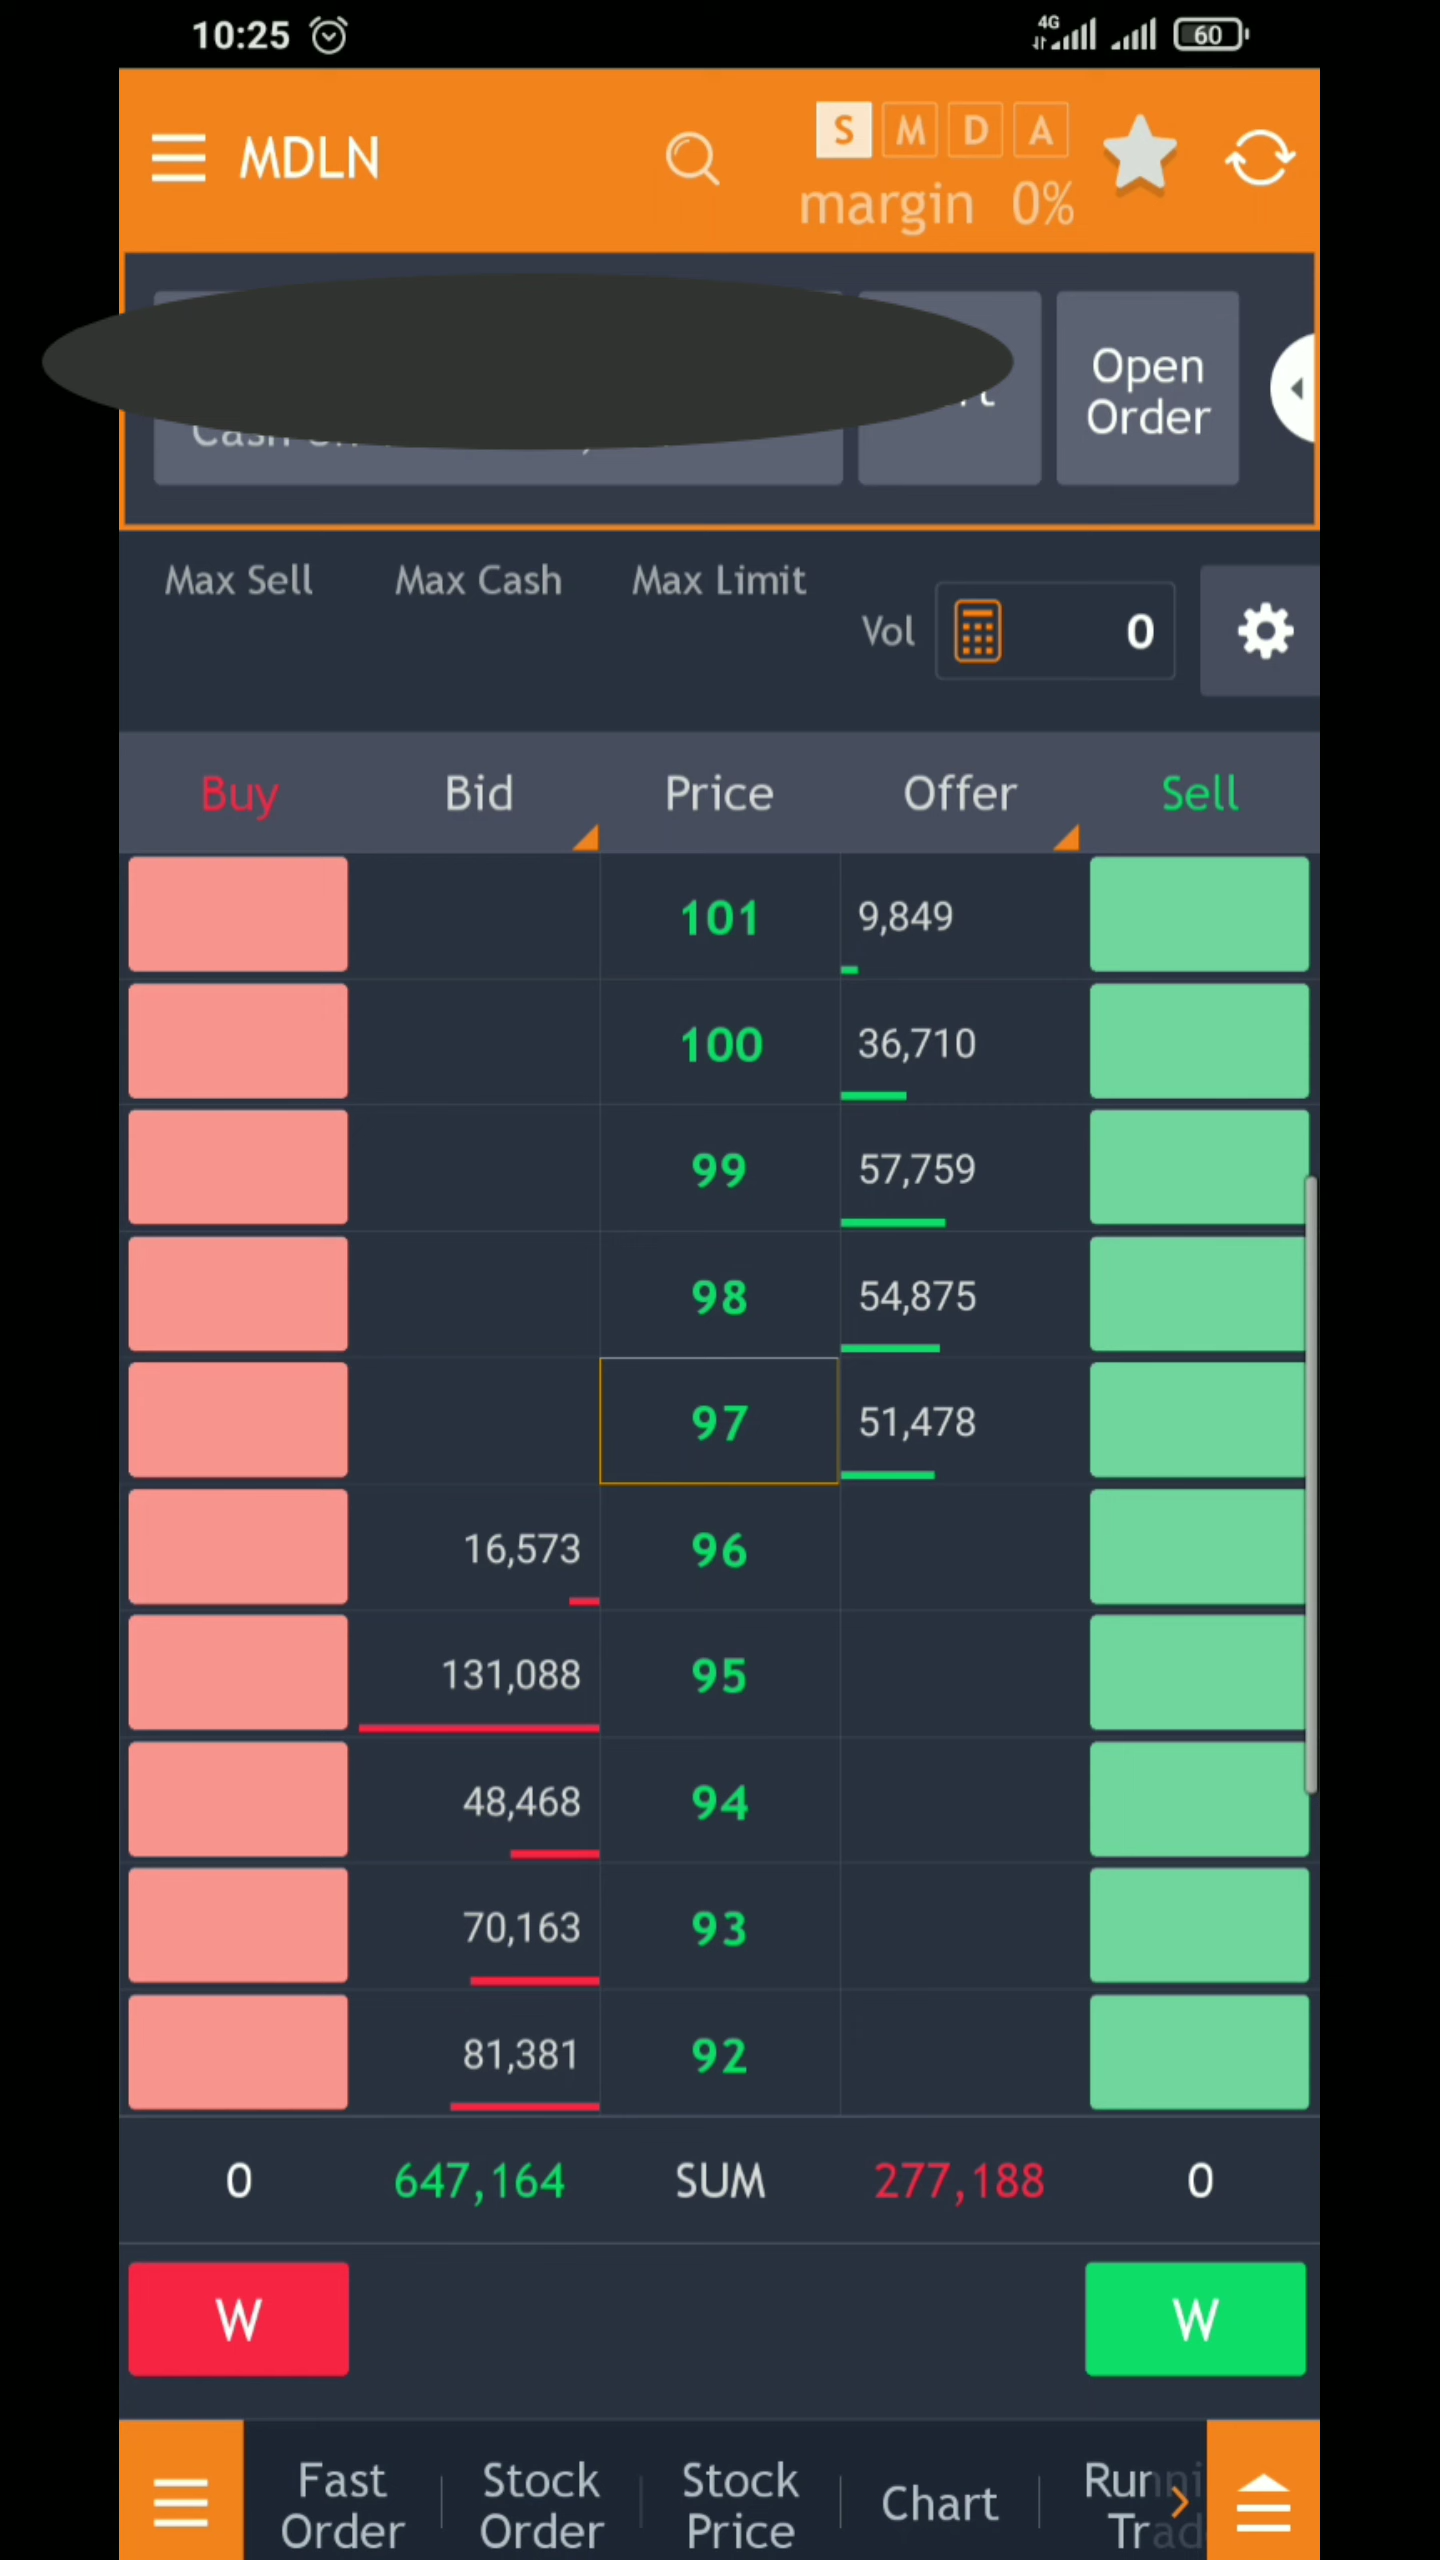 10:25 4G 60
MDLN S M D A
margin 0%
Open
Order
Max Sell Max Cash Max Limit
Vol 0
Buy Bid Price Offer Sell
101 9,849
100 36,710
99 57,759
98 54,875
97 51,478
16,573 96
131,088 95
48,468 94
70,163 93
81,381 92
0 647,164 SUM 277,188 0
W W
Fast
Order
Stock
Order
Stock
Price
Chart